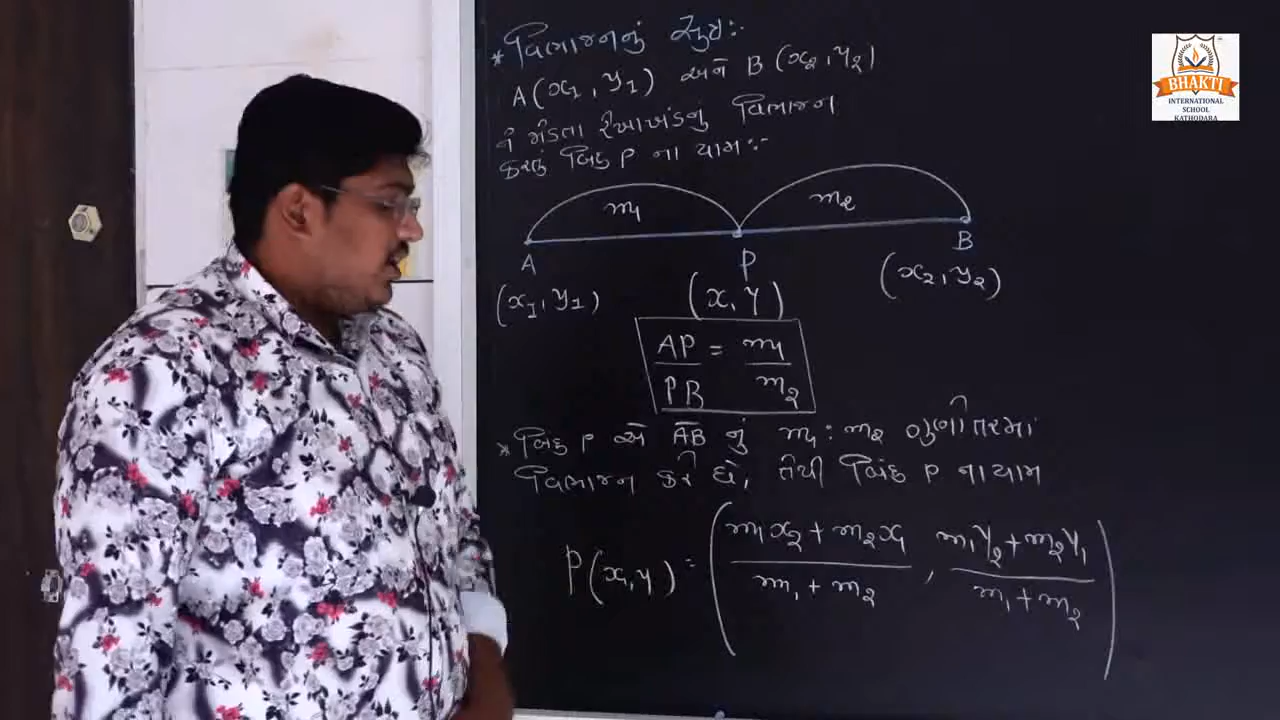 * વિભાજનનું સૂત્ર:-
A(x1, y1) અને B(x2, y2)
ને જોડતા રેખાખંડનું વિભાજન
કરતું બિંદુ P ના યામ:-
m1 m2
A P B
(x1, y1) (x, y) (x2, y2)
AP/PB = m1/m2
* બિંદુ P એ AB નું m1 : m2 ગુણોત્તરમાં
વિભાજન કરે છે, તેથી બિંદુ P ના યામ
P(x, y) = ((m1x2 + m2x1)/(m1 + m2), (m1y2 + m2y1)/(m1 + m2))
BHAKTI
INTERNATIONAL
SCHOOL
KATHODARA